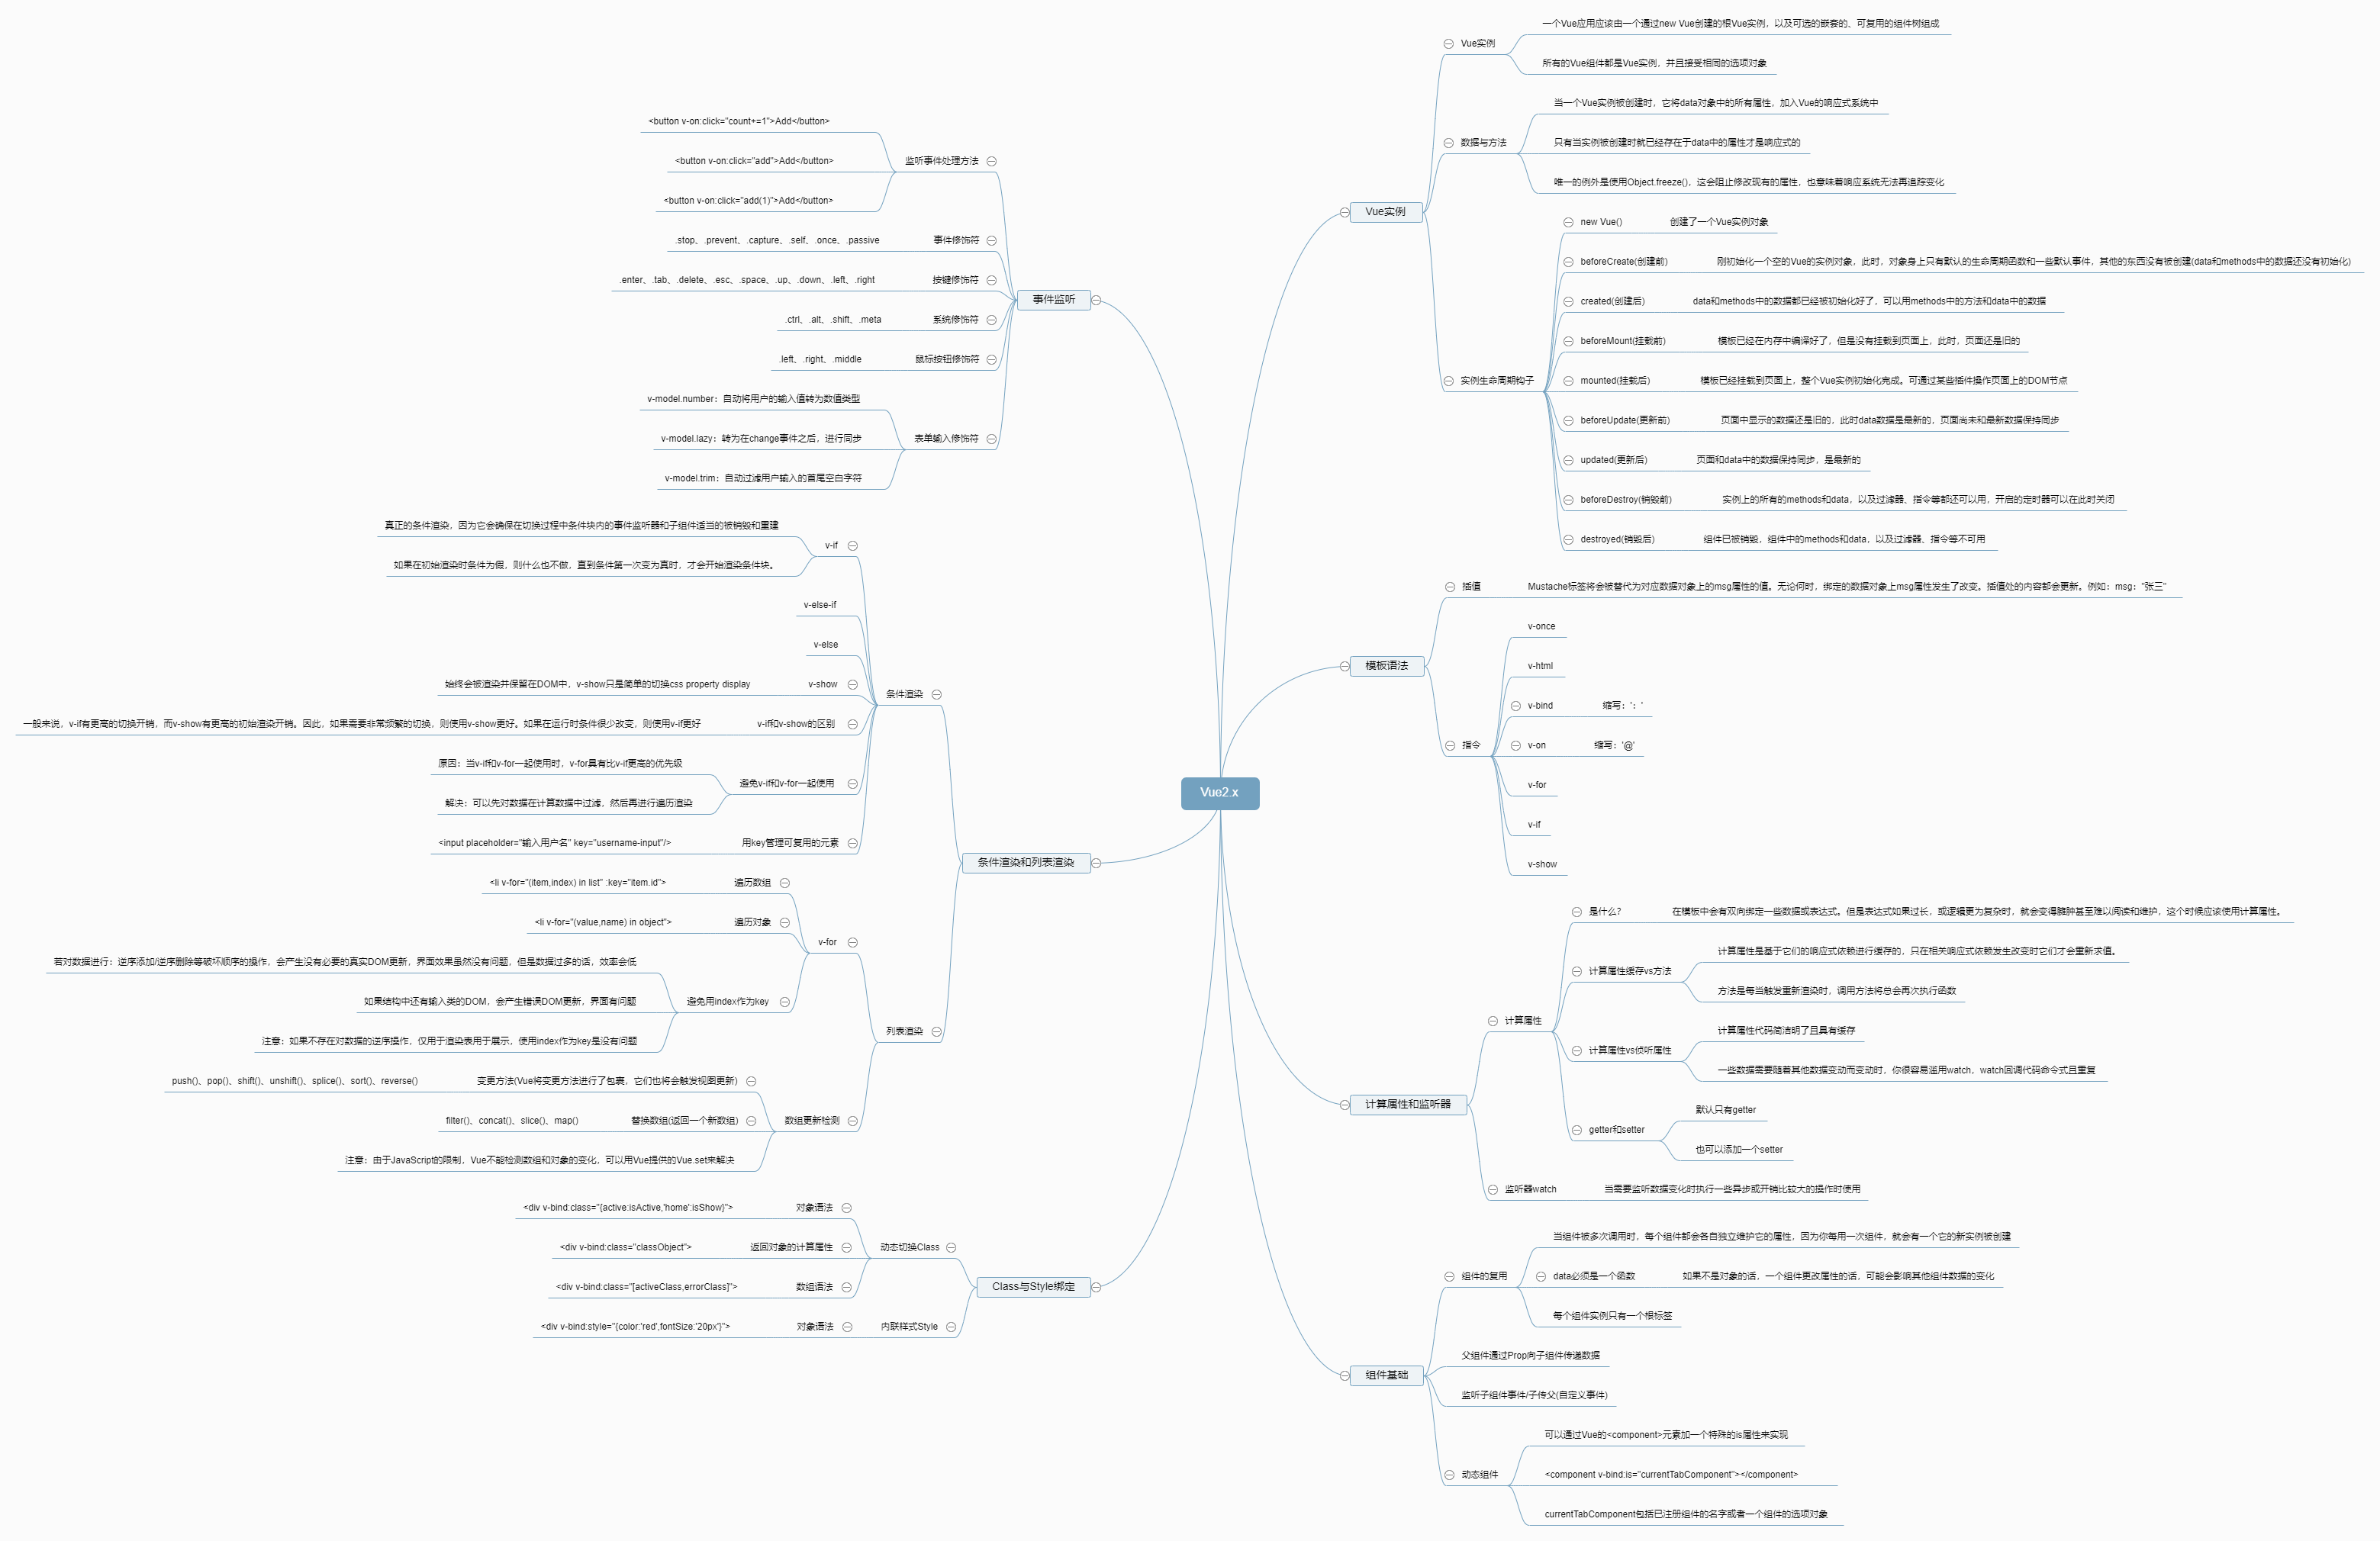 Vue2.x
Vue实例
Vue实例
一个Vue应用应该由一个通过new Vue创建的根Vue实例，以及可选的嵌套的、可复用的组件树组成
所有的Vue组件都是Vue实例，并且接受相同的选项对象
数据与方法
当一个Vue实例被创建时，它将data对象中的所有属性，加入Vue的响应式系统中
只有当实例被创建时就已经存在于data中的属性才是响应式的
唯一的例外是使用Object.freeze()，这会阻止修改现有的属性，也意味着响应系统无法再追踪变化
实例生命周期钩子
new Vue()
创建了一个Vue实例对象
beforeCreate(创建前)
刚初始化一个空的Vue的实例对象，此时，对象身上只有默认的生命周期函数和一些默认事件，其他的东西没有被创建(data和methods中的数据还没有初始化)
created(创建后)
data和methods中的数据都已经被初始化好了，可以用methods中的方法和data中的数据
beforeMount(挂载前)
模板已经在内存中编译好了，但是没有挂载到页面上，此时，页面还是旧的
mounted(挂载后)
模板已经挂载到页面上，整个Vue实例初始化完成。可通过某些插件操作页面上的DOM节点
beforeUpdate(更新前)
页面中显示的数据还是旧的，此时data数据是最新的，页面尚未和最新数据保持同步
updated(更新后)
页面和data中的数据保持同步，是最新的
beforeDestroy(销毁前)
实例上的所有的methods和data，以及过滤器、指令等都还可以用，开启的定时器可以在此时关闭
destroyed(销毁后)
组件已被销毁，组件中的methods和data，以及过滤器、指令等不可用
模板语法
插值
Mustache标签将会被替代为对应数据对象上的msg属性的值。无论何时，绑定的数据对象上msg属性发生了改变。插值处的内容都会更新。例如：msg："张三"
指令
v-once
v-html
v-bind
缩写：'：'
v-on
缩写：'@'
v-for
v-if
v-show
计算属性和监听器
计算属性
是什么？
在模板中会有双向绑定一些数据或表达式。但是表达式如果过长，或逻辑更为复杂时，就会变得臃肿甚至难以阅读和维护，这个时候应该使用计算属性。
计算属性缓存vs方法
计算属性是基于它们的响应式依赖进行缓存的，只在相关响应式依赖发生改变时它们才会重新求值。
方法是每当触发重新渲染时，调用方法将总会再次执行函数
计算属性vs侦听属性
计算属性代码简洁明了且具有缓存
一些数据需要随着其他数据变动而变动时，你很容易滥用watch，watch回调代码命令式且重复
getter和setter
默认只有getter
也可以添加一个setter
监听器watch
当需要监听数据变化时执行一些异步或开销比较大的操作时使用
组件基础
组件的复用
当组件被多次调用时，每个组件都会各自独立维护它的属性，因为你每用一次组件，就会有一个它的新实例被创建
data必须是一个函数
如果不是对象的话，一个组件更改属性的话，可能会影响其他组件数据的变化
每个组件实例只有一个根标签
父组件通过Prop向子组件传递数据
监听子组件事件/子传父(自定义事件)
动态组件
可以通过Vue的<component>元素加一个特殊的is属性来实现
<component v-bind:is="currentTabComponent"></component>
currentTabComponent包括已注册组件的名字或者一个组件的选项对象
事件监听
监听事件处理方法
<button v-on:click="count+=1">Add</button>
<button v-on:click="add">Add</button>
<button v-on:click="add(1)">Add</button>
事件修饰符
.stop、.prevent、.capture、.self、.once、.passive
按键修饰符
.enter、.tab、.delete、.esc、.space、.up、.down、.left、.right
系统修饰符
.ctrl、.alt、.shift、.meta
鼠标按钮修饰符
.left、.right、.middle
表单输入修饰符
v-model.number：自动将用户的输入值转为数值类型
v-model.lazy：转为在change事件之后，进行同步
v-model.trim：自动过滤用户输入的首尾空白字符
条件渲染和列表渲染
条件渲染
v-if
真正的条件渲染，因为它会确保在切换过程中条件块内的事件监听器和子组件适当的被销毁和重建
如果在初始渲染时条件为假，则什么也不做，直到条件第一次变为真时，才会开始渲染条件块。
v-else-if
v-else
v-show
始终会被渲染并保留在DOM中，v-show只是简单的切换css property display
v-if和v-show的区别
一般来说，v-if有更高的切换开销，而v-show有更高的初始渲染开销。因此，如果需要非常频繁的切换，则使用v-show更好。如果在运行时条件很少改变，则使用v-if更好
避免v-if和v-for一起使用
原因：当v-if和v-for一起使用时，v-for具有比v-if更高的优先级
解决：可以先对数据在计算数据中过滤，然后再进行遍历渲染
用key管理可复用的元素
<input placeholder="输入用户名" key="username-input"/>
列表渲染
v-for
遍历数组
<li v-for="(item,index) in list" :key="item.id">
遍历对象
<li v-for="(value,name) in object">
避免用index作为key
若对数据进行：逆序添加/逆序删除等破坏顺序的操作，会产生没有必要的真实DOM更新，界面效果虽然没有问题，但是数据过多的话，效率会低
如果结构中还有输入类的DOM，会产生错误DOM更新，界面有问题
注意：如果不存在对数据的逆序操作，仅用于渲染表用于展示，使用index作为key是没有问题
数组更新检测
变更方法(Vue将变更方法进行了包裹，它们也将会触发视图更新)
push()、pop()、shift()、unshift()、splice()、sort()、reverse()
替换数组(返回一个新数组)
filter()、concat()、slice()、map()
注意：由于JavaScript的限制，Vue不能检测数组和对象的变化，可以用Vue提供的Vue.set来解决
Class与Style绑定
动态切换Class
对象语法
<div v-bind:class="{active:isActive,'home':isShow}">
返回对象的计算属性
<div v-bind:class="classObject">
数组语法
<div v-bind:class="[activeClass,errorClass]">
内联样式Style
对象语法
<div v-bind:style="{color:'red',fontSize:'20px'}">